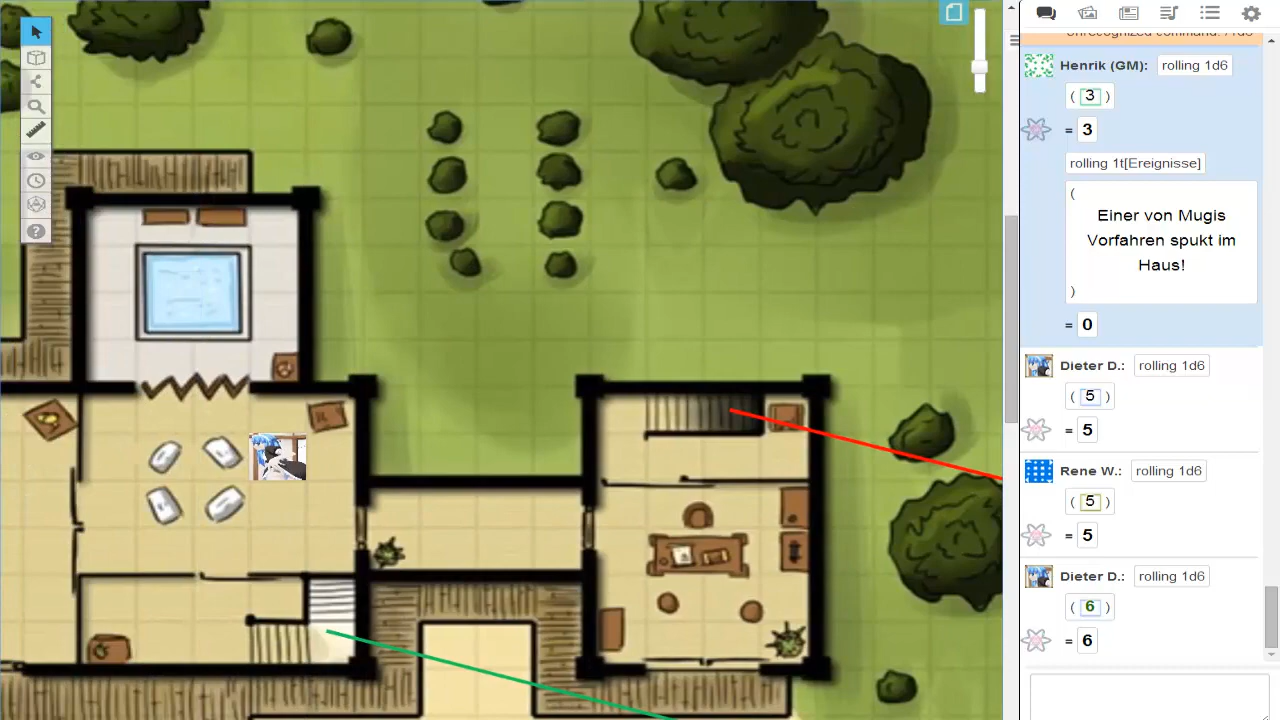 Henrik (GM): rolling 1d6
( 3 )
= 3
rolling 1t[Ereignisse]
(
Einer von Mugis
Vorfahren spukt im
Haus!
)
= 0
Dieter D.: rolling 1d6
( 5 )
= 5
Rene W.: rolling 1d6
( 5 )
= 5
Dieter D.: rolling 1d6
( 6 )
= 6